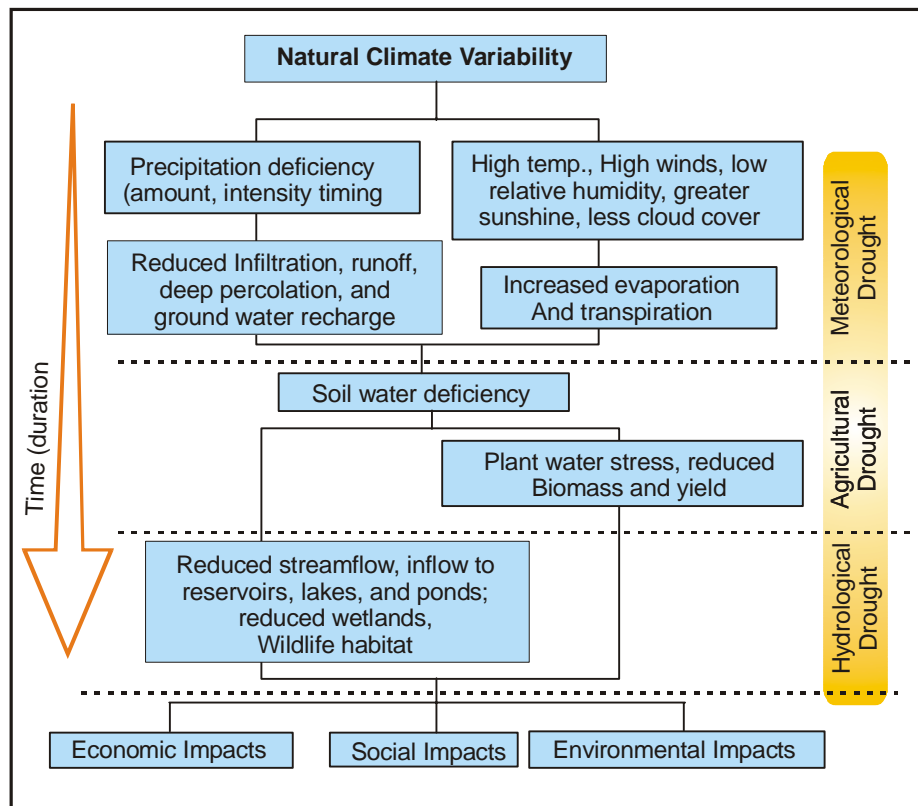 Natural Climate Variability
Precipitation deficiency
(amount, intensity timing
High temp., High winds, low
relative humidity, greater
sunshine, less cloud cover
Reduced Infiltration, runoff,
deep percolation, and
ground water recharge
Increased evaporation
And transpiration
Meteorological
Drought
Soil water deficiency
Plant water stress, reduced
Biomass and yield
Agricultural
Drought
Time (duration
Reduced streamflow, inflow to
reservoirs, lakes, and ponds;
reduced wetlands,
Wildlife habitat
Hydrological
Drought
Economic Impacts
Social Impacts
Environmental Impacts